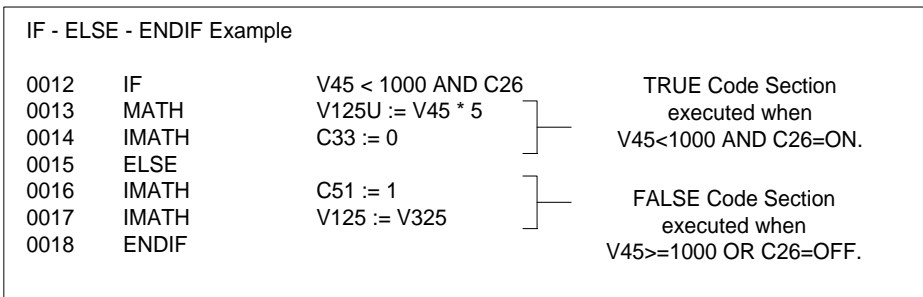 IF - ELSE - ENDIF Example
0012 IF V45 < 1000 AND C26
0013 MATH V125U := V45 * 5
0014 IMATH C33 := 0
0015 ELSE
0016 IMATH C51 := 1
0017 IMATH V125 := V325
0018 ENDIF
TRUE Code Section
executed when
V45<1000 AND C26=ON.
FALSE Code Section
executed when
V45>=1000 OR C26=OFF.